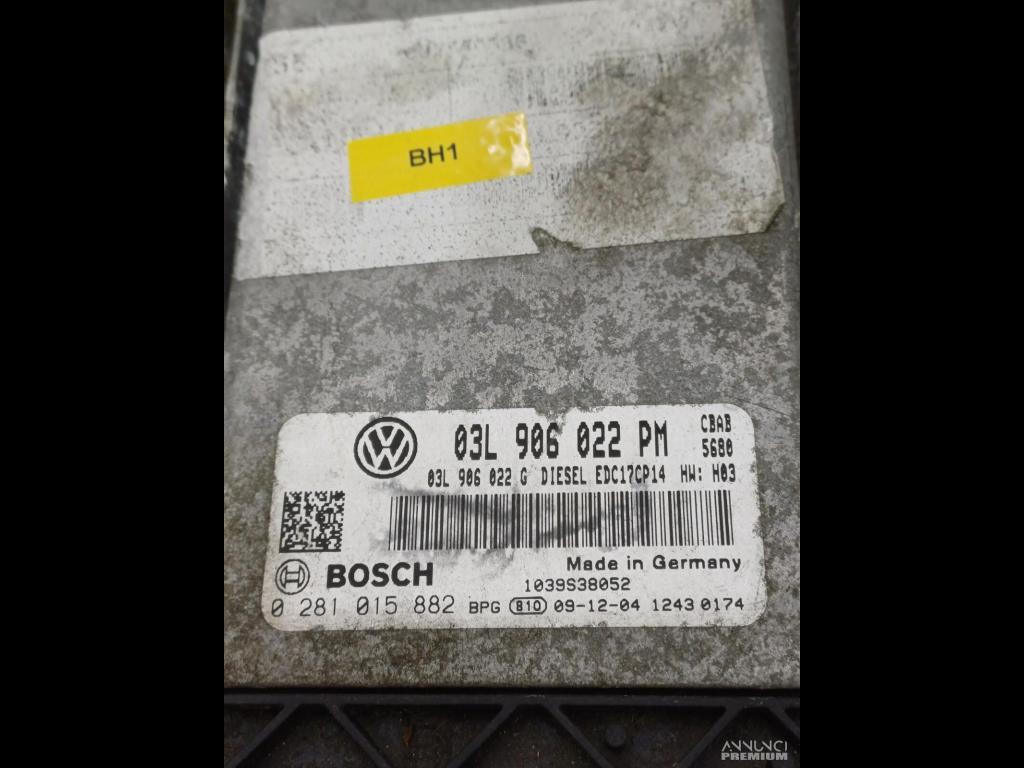 BH1
03L 906 022 PM
CBAB
5680
03L 906 022 G DIESEL EDC17CP14 HW: H03
Made in Germany
BOSCH
1039S38052
0 281 015 882 BPG 810 09-12-04 1243 0174
ANNUNCI
PREMIUM